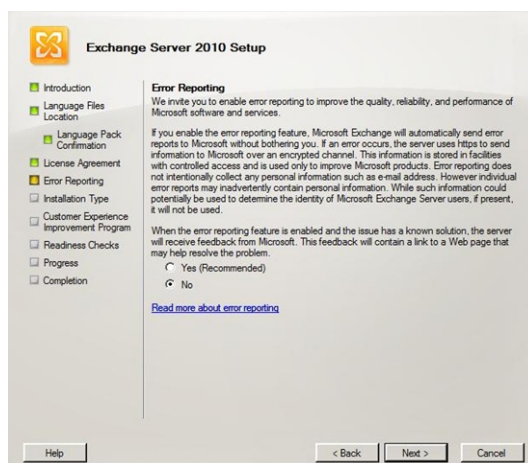 Exchange Server 2010 Setup
Introduction
Language Files
Location
Language Pack
Confirmation
License Agreement
Error Reporting
Installation Type
Customer Experience
Improvement Program
Readiness Checks
Progress
Completion
Error Reporting
We invite you to enable error reporting to improve the quality, reliability, and performance of
Microsoft software and services.
If you enable the error reporting feature, Microsoft Exchange will automatically send error
reports to Microsoft without bothering you. If an error occurs, the server uses https to send
information to Microsoft over an encrypted channel. This information is stored in facilities
with controlled access and is used only to improve Microsoft products. Error reporting does
not intentionally collect any personal information such as e-mail address. However individual
error reports may inadvertently contain personal information. While such information could
potentially be used to determine the identity of Microsoft Exchange Server users, if present,
it will not be used.
When the error reporting feature is enabled and the issue has a known solution, the server
will receive feedback from Microsoft. This feedback will contain a link to a Web page that
may help resolve the problem.
Yes (Recommended)
No
Read more about error reporting
Help
< Back
Next >
Cancel